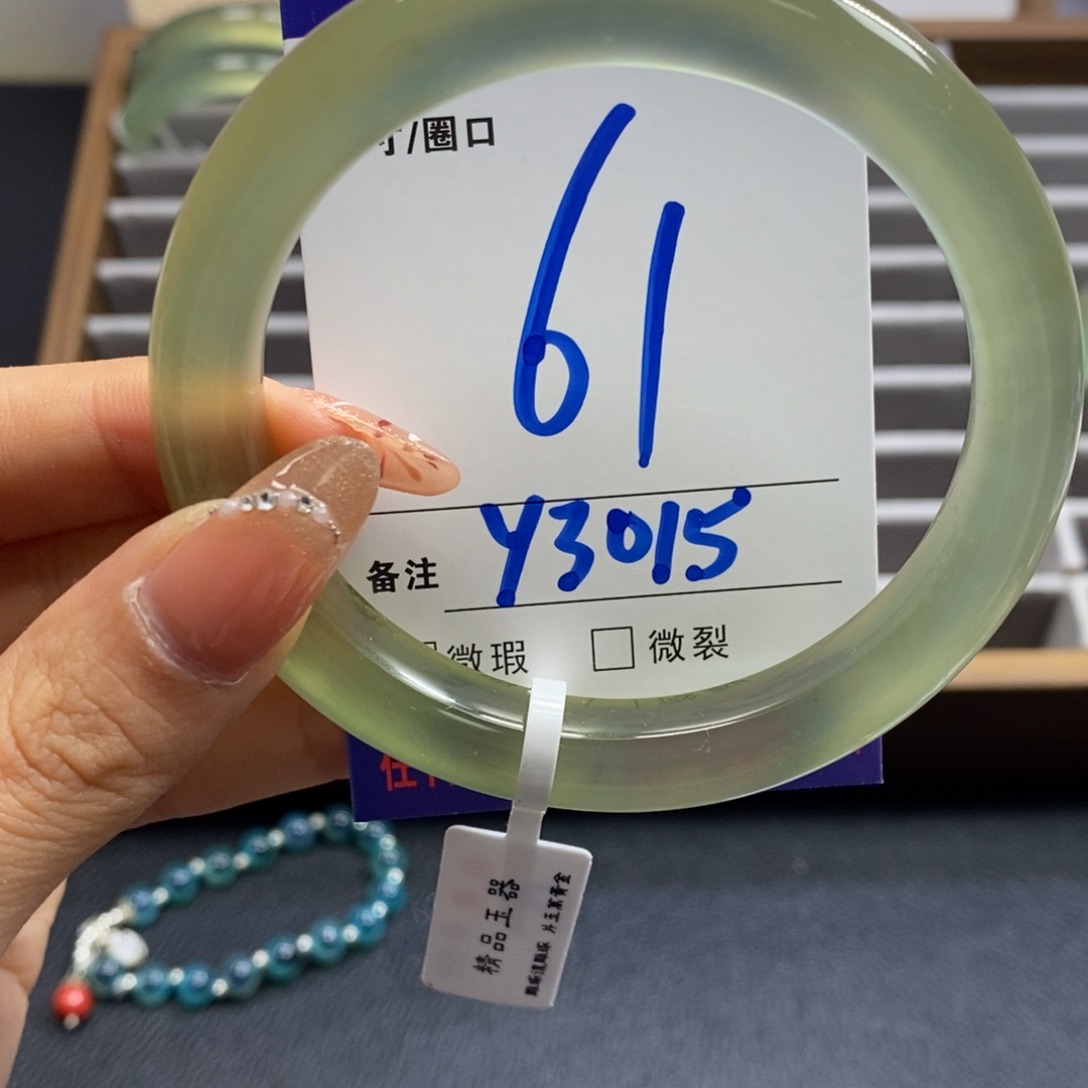 寸/圈口
61
备注 Y3015
微瑕 □ 微裂
精品玉器